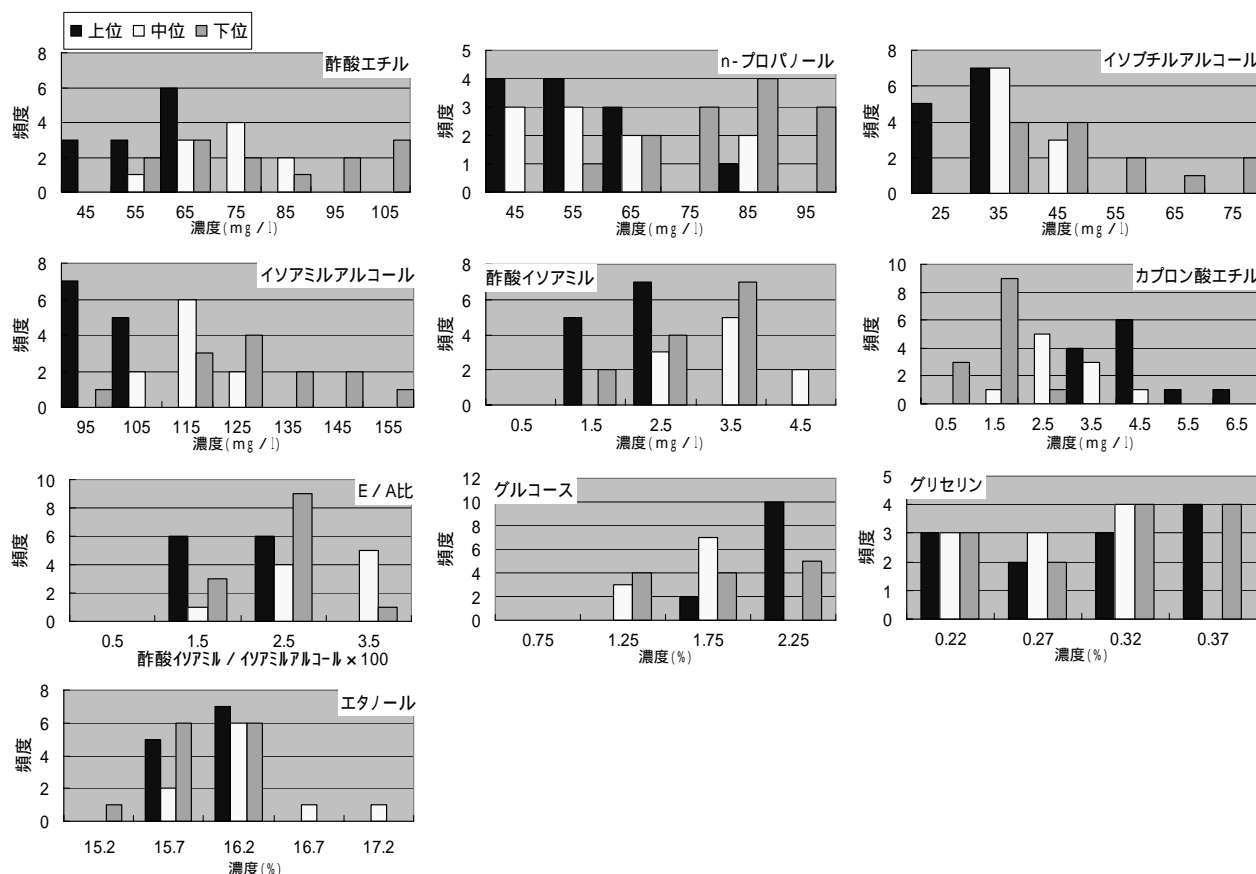 ■上位 □中位 ■下位
酢酸エチル
頻度
8
6
4
2
0
45 55 65 75 85 95 105
濃度(mg/l)
n-プロパノール
頻度
5
4
3
2
1
0
45 55 65 75 85 95
濃度(mg/l)
イソブチルアルコール
頻度
8
6
4
2
0
25 35 45 55 65 75
濃度(mg/l)
イソアミルアルコール
頻度
8
6
4
2
0
95 105 115 125 135 145 155
濃度(mg/l)
酢酸イソアミル
頻度
8
6
4
2
0
0.5 1.5 2.5 3.5 4.5
濃度(mg/l)
カプロン酸エチル
頻度
10
8
6
4
2
0
0.5 1.5 2.5 3.5 4.5 5.5 6.5
濃度(mg/l)
E/A比
頻度
10
8
6
4
2
0
0.5 1.5 2.5 3.5
酢酸イソアミル/イソアミルアルコール×100
グルコース
頻度
12
10
8
6
4
2
0
0.75 1.25 1.75 2.25
濃度(%)
グリセリン
頻度
5
4
3
2
1
0
0.22 0.27 0.32 0.37
濃度(%)
エタノール
頻度
8
6
4
2
0
15.2 15.7 16.2 16.7 17.2
濃度(%)